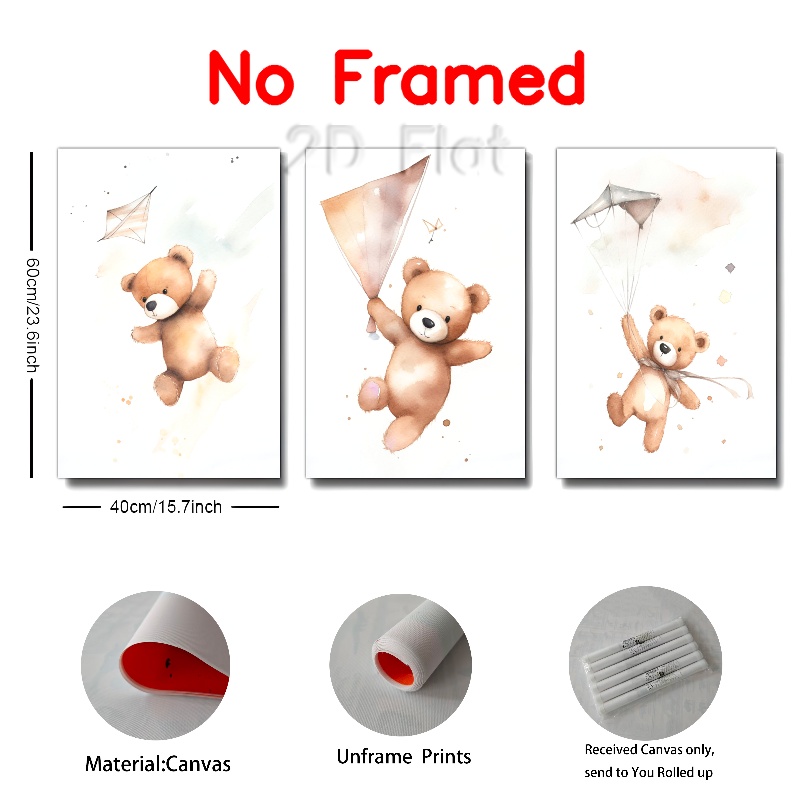 No Framed
2D Flat
60cm/23.6inch
40cm/15.7inch
Material:Canvas
Unframe Prints
Received Canvas only,
send to You Rolled up